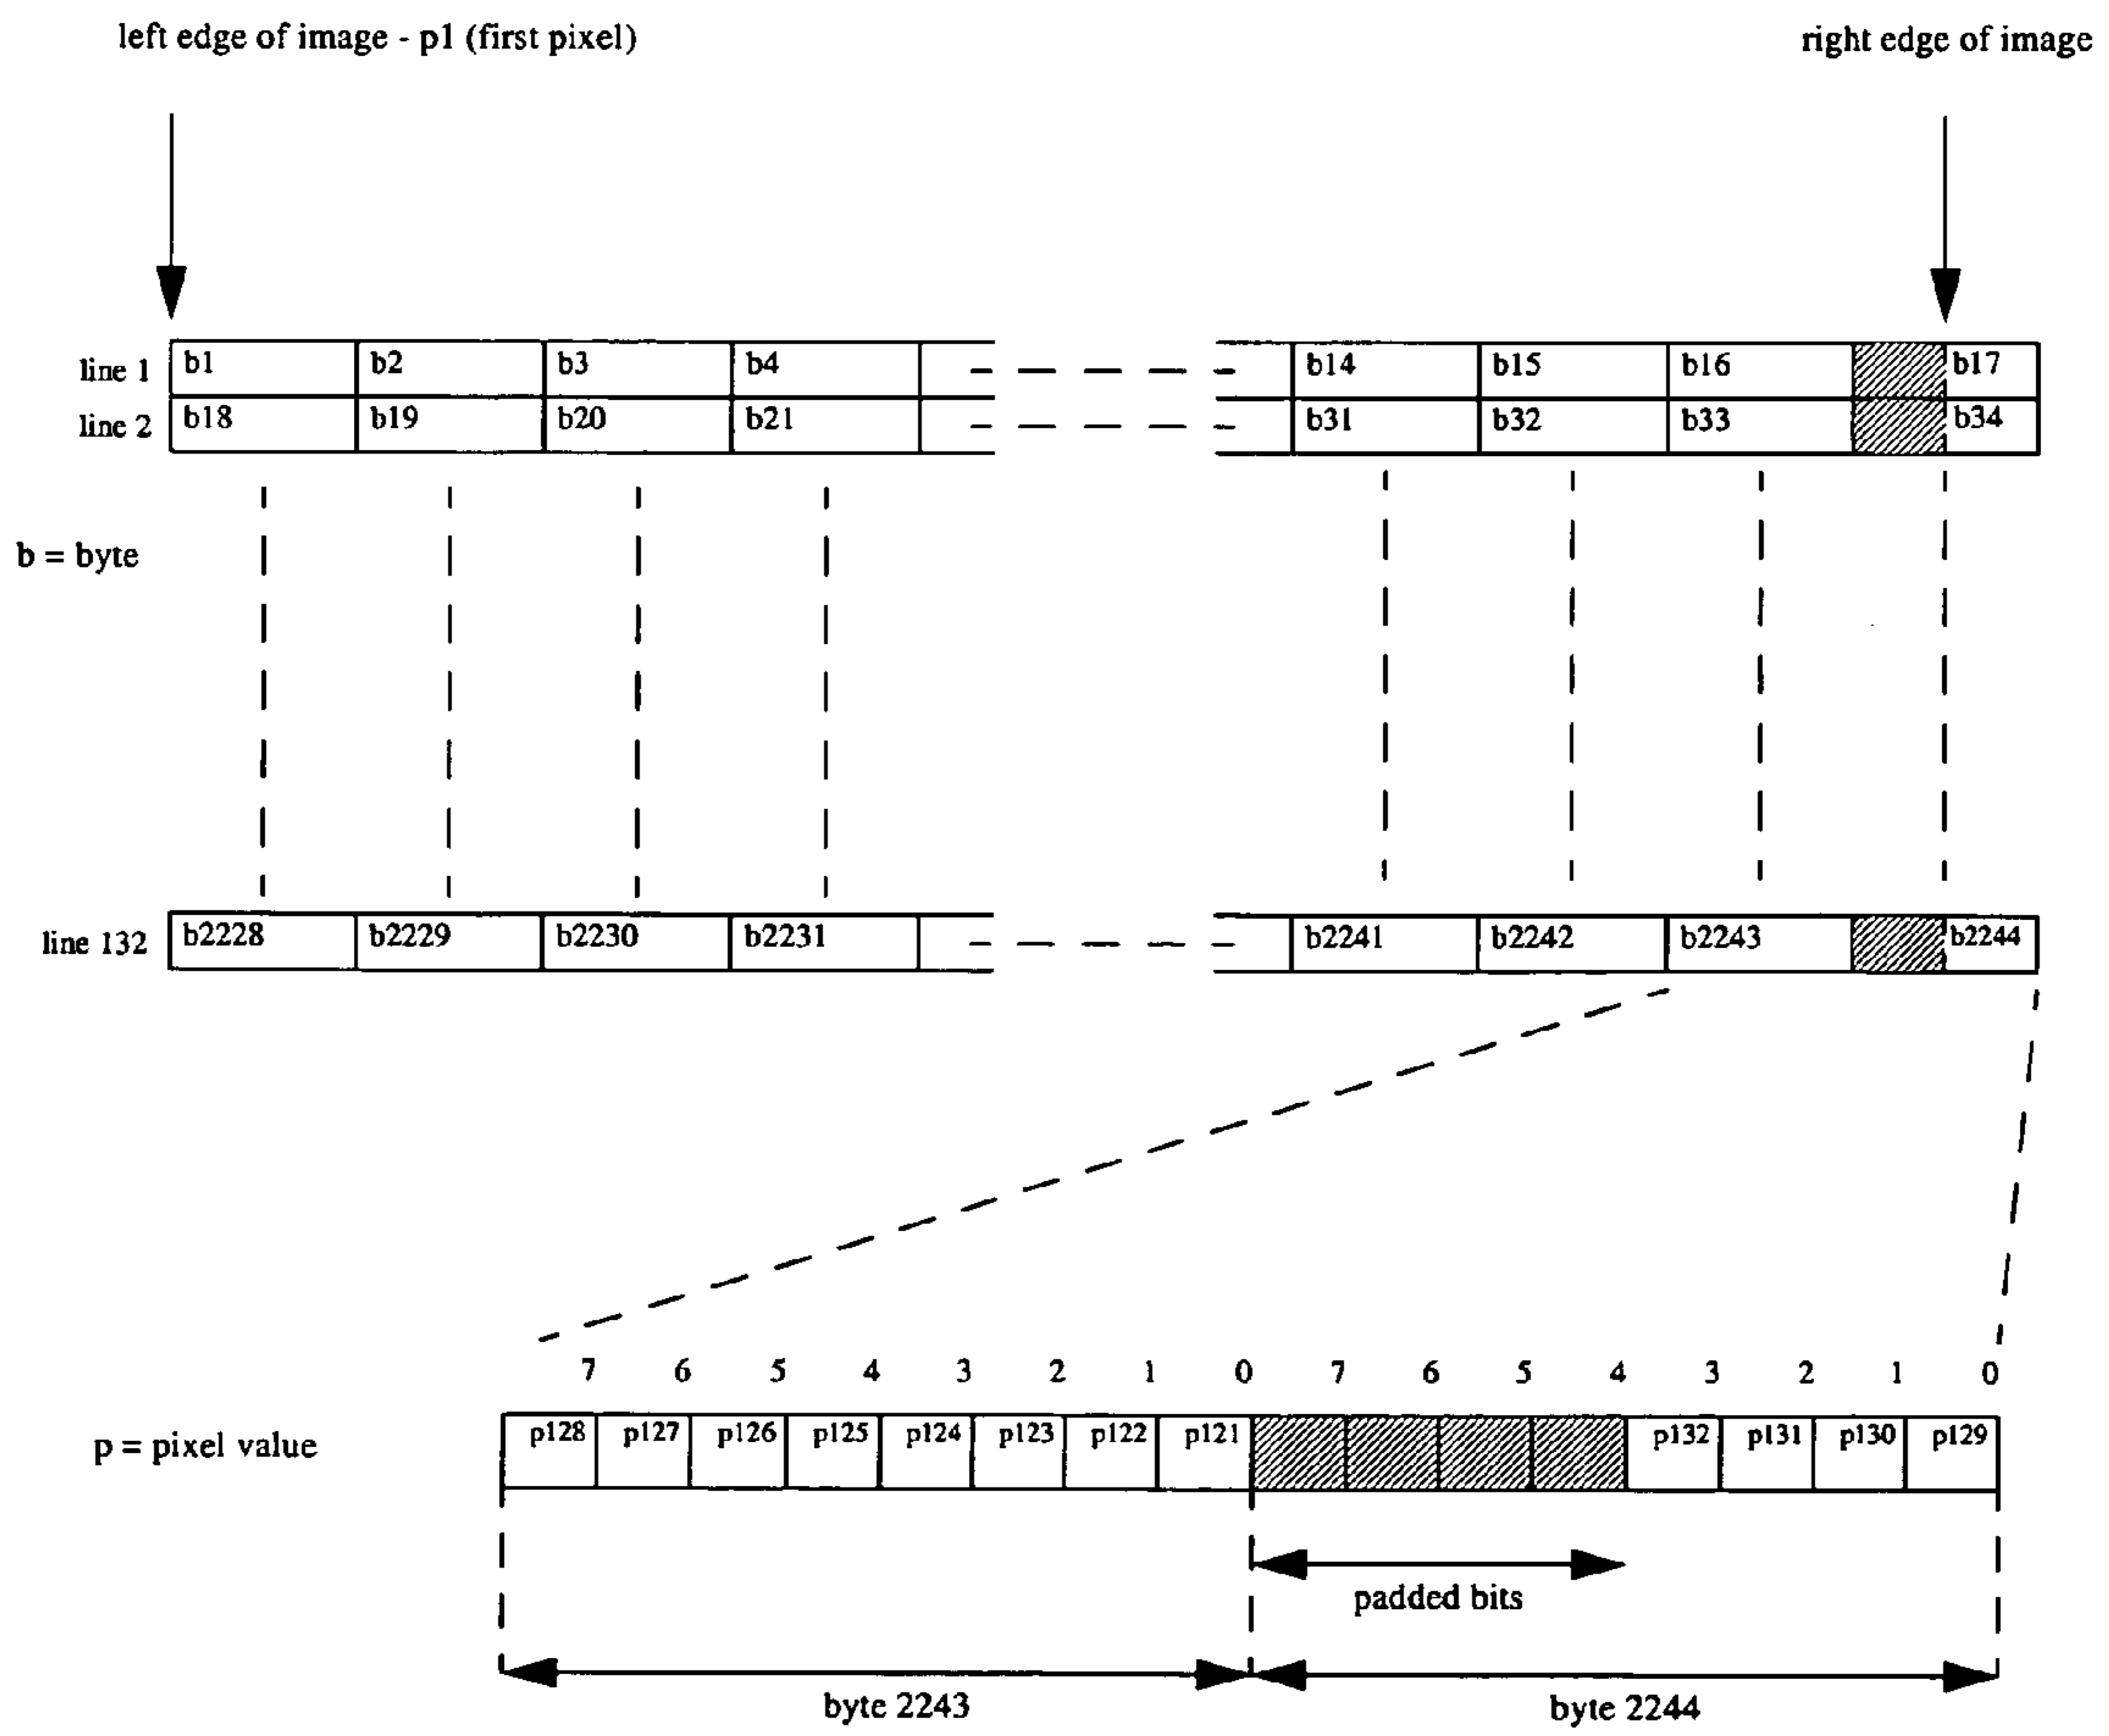 left edge of image - p1 (first pixel)
right edge of image
line 1 b1 b2 b3 b4 b14 b15 b16 b17
line 2 b18 b19 b20 b21 b31 b32 b33 b34
b = byte
line 132 b2228 b2229 b2230 b2231 b2241 b2242 b2243 b2244
7 6 5 4 3 2 1 0 7 6 5 4 3 2 1 0
p = pixel value p128 p127 p126 p125 p124 p123 p122 p121 p132 p131 p130 p129
padded bits
byte 2243 byte 2244